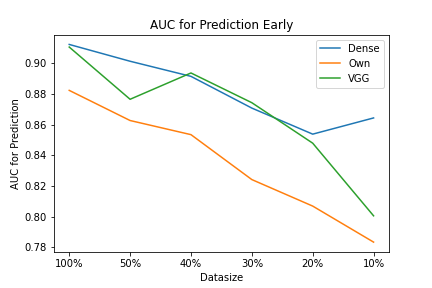 AUC for Prediction Early
Dense
Own
VGG
AUC for Prediction
0.90
0.88
0.86
0.84
0.82
0.80
0.78
100% 50% 40% 30% 20% 10%
Datasize